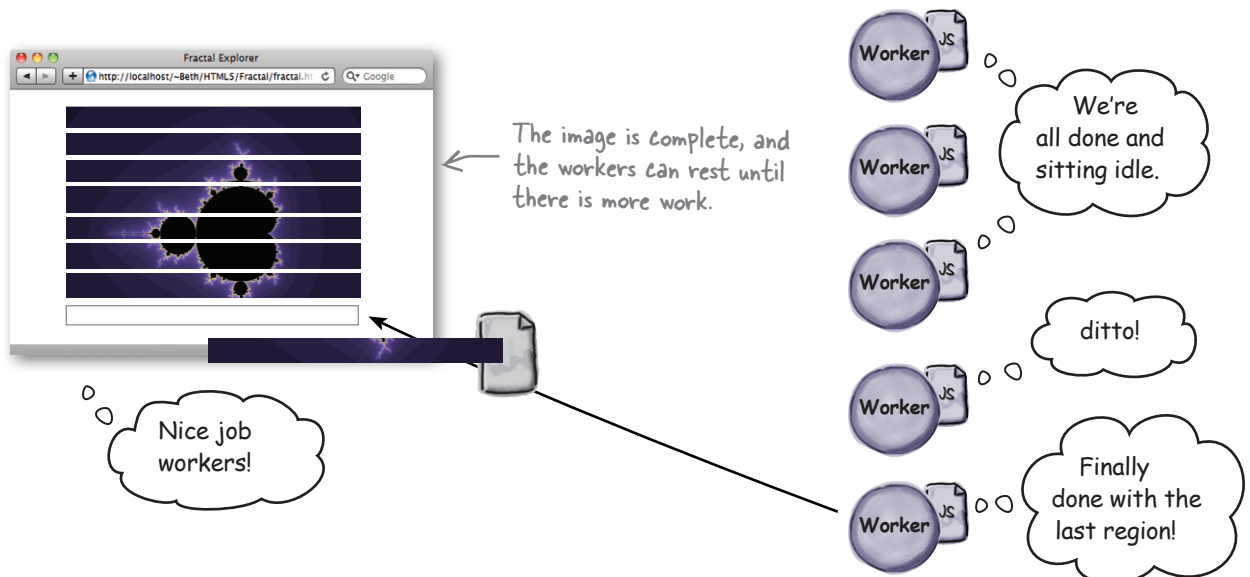 Fractal Explorer
http://localhost/~Beth/HTML5/Fractal/fractal.ht
Google
The image is complete, and
the workers can rest until
there is more work.
Nice job
workers!
Worker
JS
We're
all done and
sitting idle.
Worker
JS
Worker
JS
ditto!
Worker
JS
Finally
done with the
last region!
Worker
JS